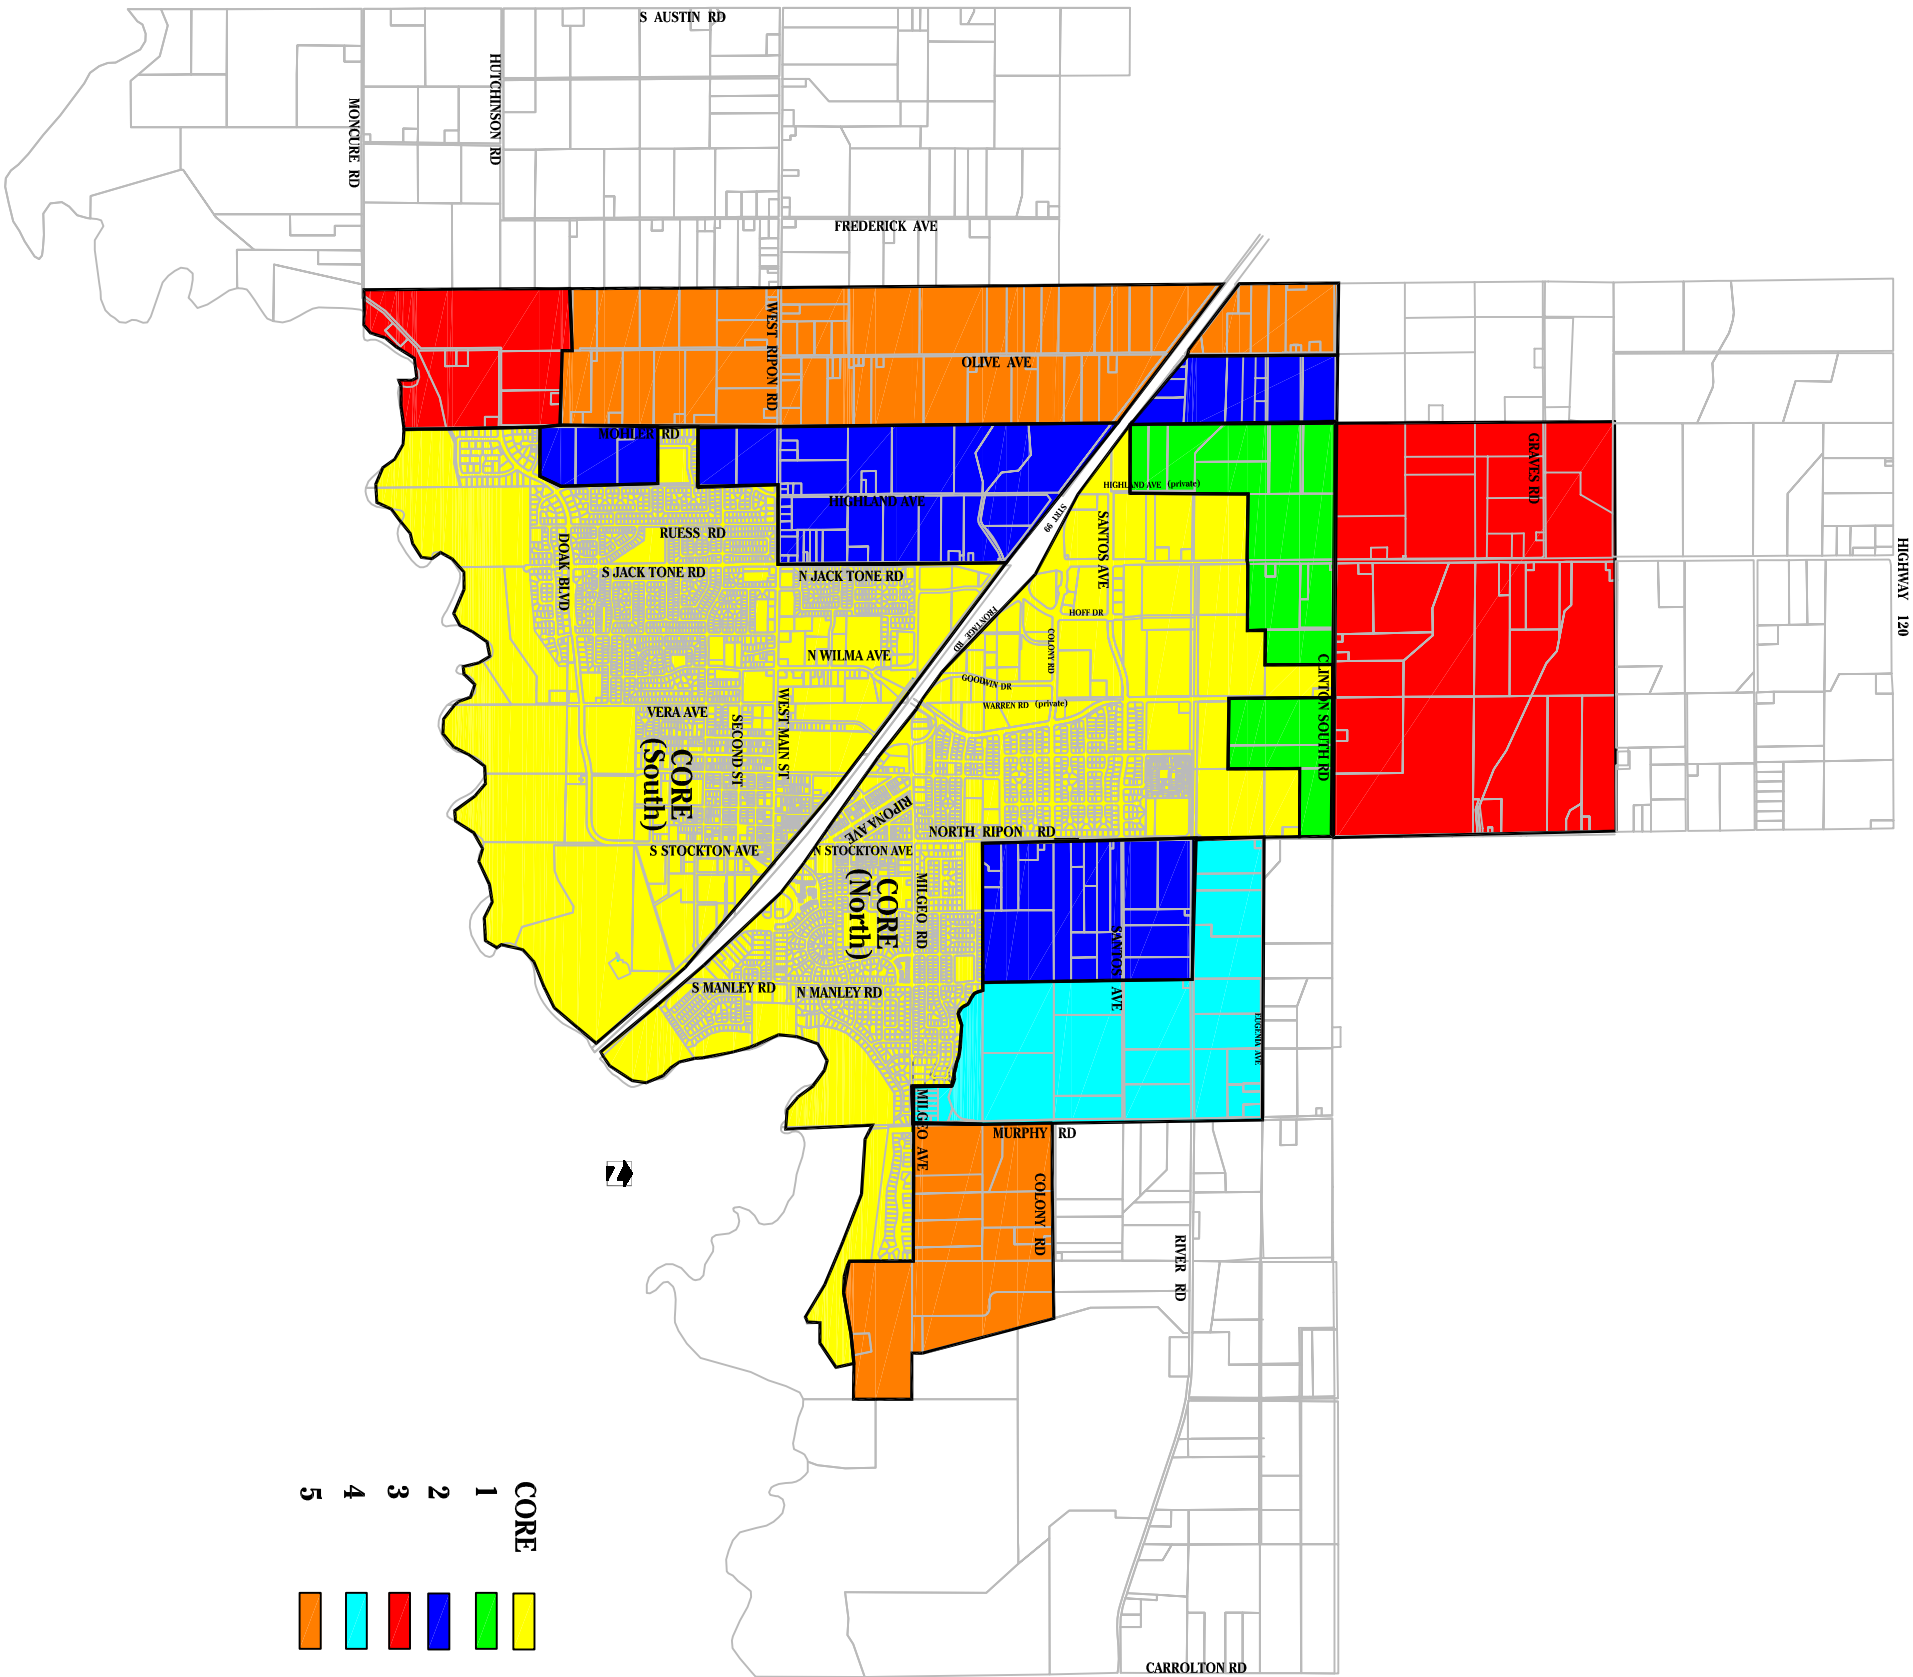 S AUSTIN RD
HUTCHINSON RD
MONCURE RD
FREDERICK AVE
WEST RIPON RD
OLIVE AVE
MOHLER RD
GRAVES RD
HIGHLAND AVE (private)
HIGHLAND AVE
STRT 99
SANTOS AVE
RUESS RD
DOAK BLVD
HIGHWAY 120
S JACK TONE RD
N JACK TONE RD
HOFF DR
FRONTAGE RD
COLONY RD
N WILMA AVE
CLINTON SOUTH RD
GOODWIN DR
WARREN RD (private)
VERA AVE
SECOND ST
WEST MAIN ST
CORE
(South)
RIPONA AVE
NORTH RIPON RD
S STOCKTON AVE
N STOCKTON AVE
CORE
(North)
MILGEO RD
SANTOS AVE
S MANLEY RD
N MANLEY RD
EUGENIA AVE
MILGEO AVE
MURPHY RD
N
COLONY RD
RIVER RD
CORE
1
2
3
4
5
CARROLTON RD